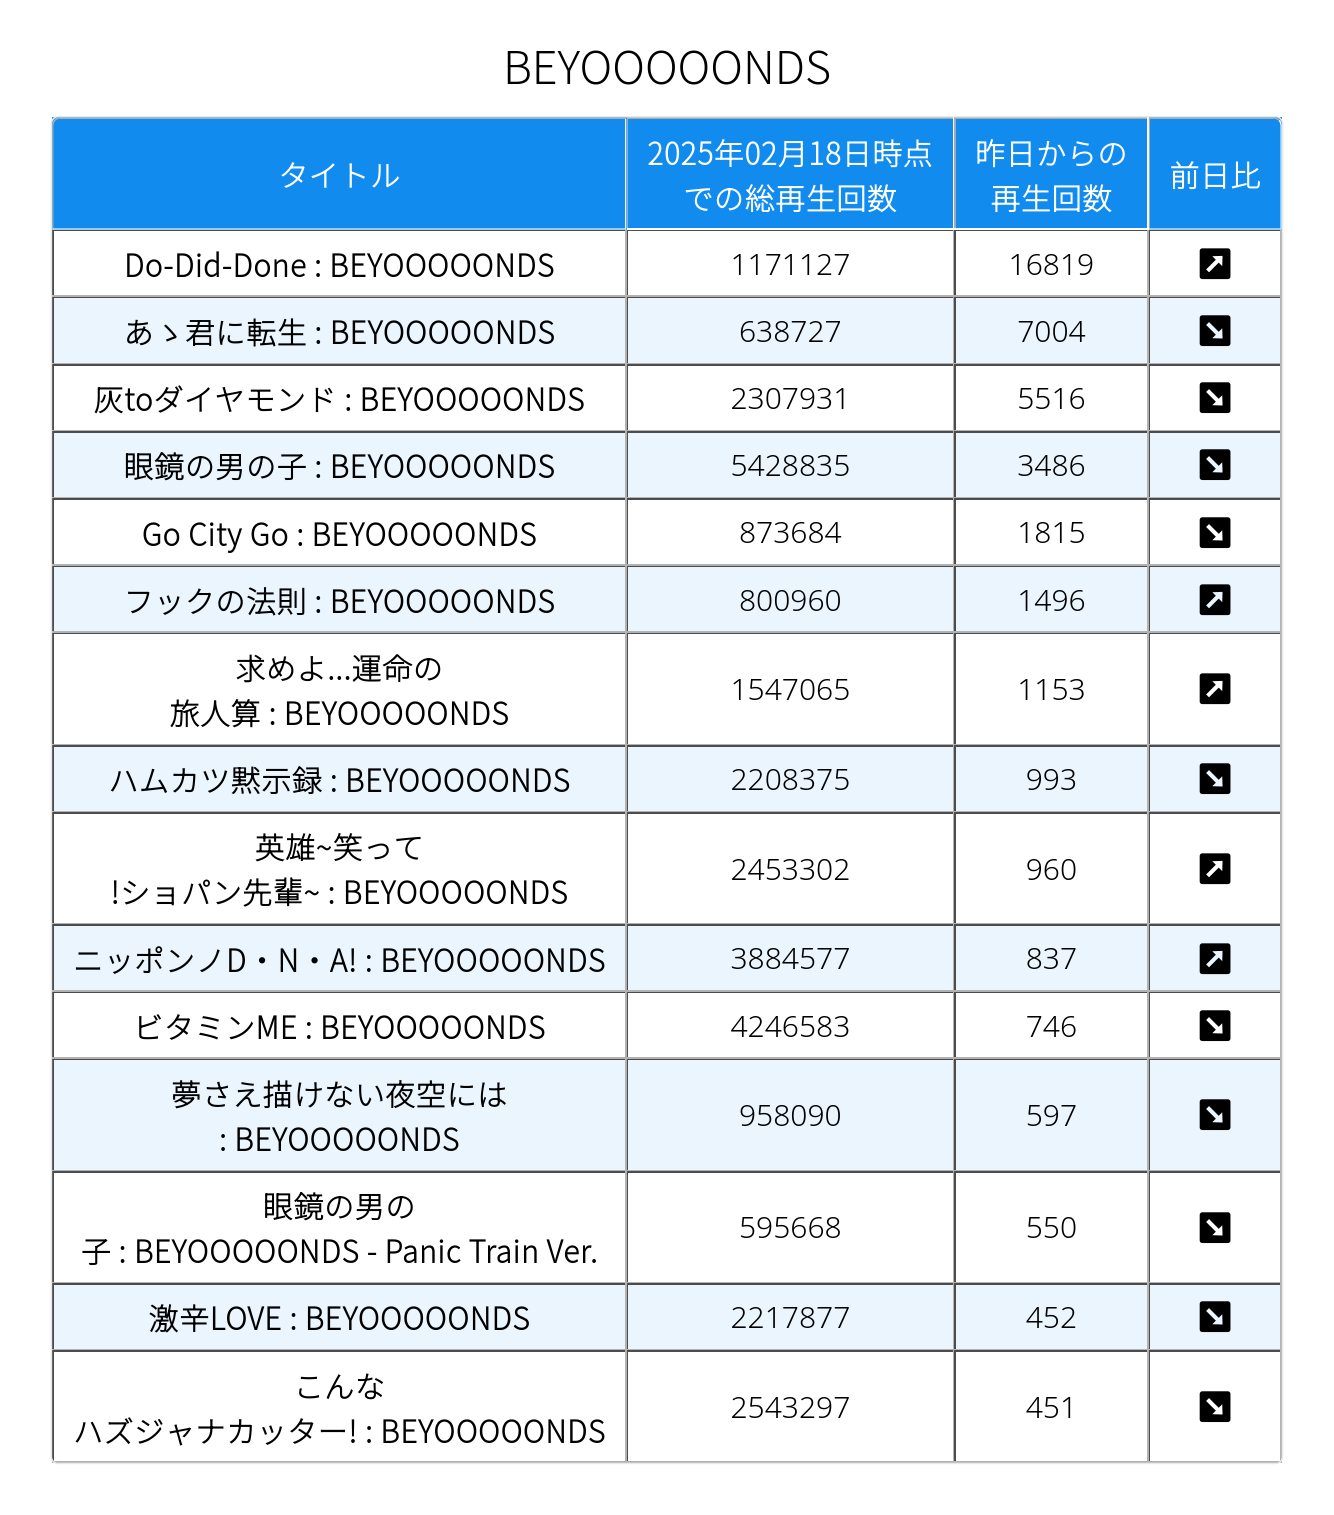 BEYOOOOONDS
タイトル
2025年02月18日時点
での総再生回数
昨日からの
再生回数
前日比
Do-Did-Done : BEYOOOOONDS 1171127 16819
あゝ君に転生 : BEYOOOOONDS 638727 7004
灰toダイヤモンド : BEYOOOOONDS 2307931 5516
眼鏡の男の子 : BEYOOOOONDS 5428835 3486
Go City Go : BEYOOOOONDS 873684 1815
フックの法則 : BEYOOOOONDS 800960 1496
求めよ...運命の
旅人算 : BEYOOOOONDS 1547065 1153
ハムカツ黙示録 : BEYOOOOONDS 2208375 993
英雄~笑って
!ショパン先輩~ : BEYOOOOONDS 2453302 960
ニッポンノD・N・A! : BEYOOOOONDS 3884577 837
ビタミンME : BEYOOOOONDS 4246583 746
夢さえ描けない夜空には
: BEYOOOOONDS 958090 597
眼鏡の男の
子 : BEYOOOOONDS - Panic Train Ver. 595668 550
激辛LOVE : BEYOOOOONDS 2217877 452
こんな
ハズジャナカッター! : BEYOOOOONDS 2543297 451